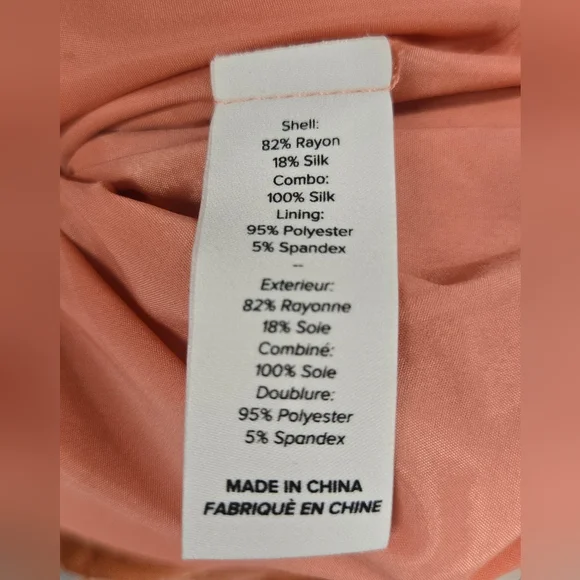 Shell:
82% Rayon
18% Silk
Combo:
100% Silk
Lining:
95% Polyester
5% Spandex
--
Exterieur:
82% Rayonne
18% Soie
Combiné:
100% Soie
Doublure:
95% Polyester
5% Spandex
MADE IN CHINA
FABRIQUÈ EN CHINE